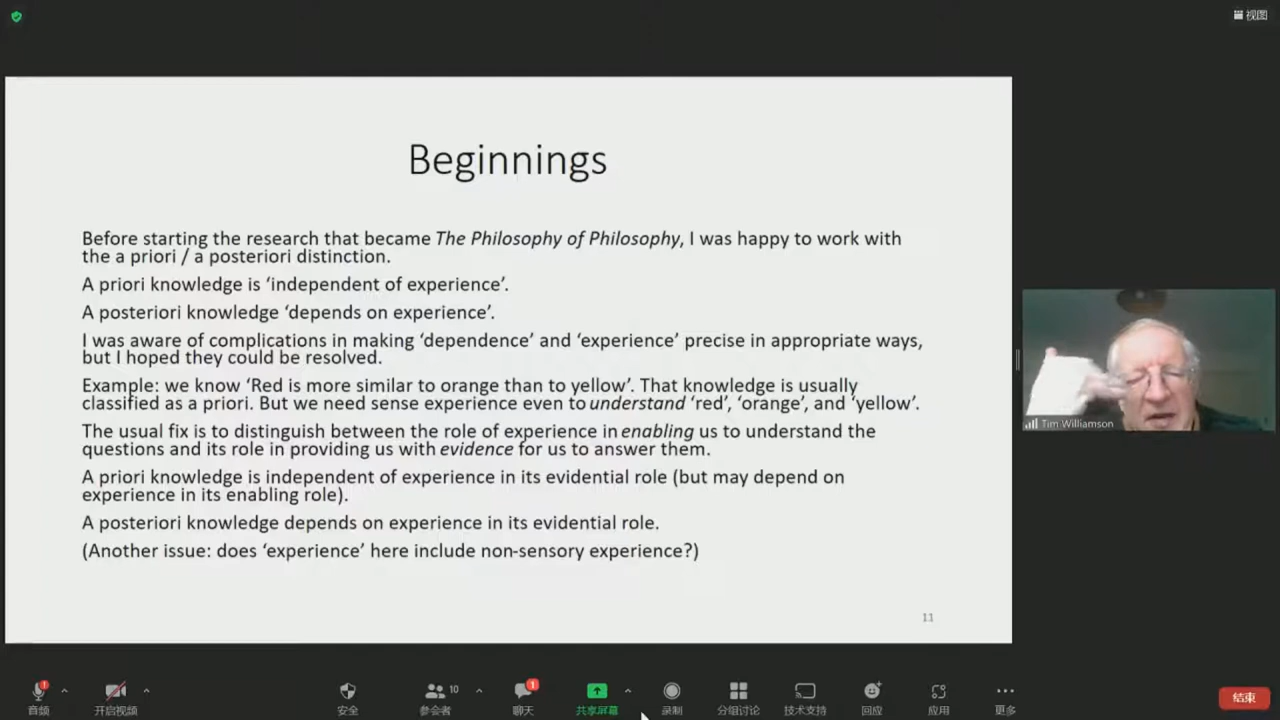 视图
Beginnings
Before starting the research that became The Philosophy of Philosophy, I was happy to work with
the a priori / a posteriori distinction.
A priori knowledge is ‘independent of experience’.
A posteriori knowledge ‘depends on experience’.
I was aware of complications in making ‘dependence’ and ‘experience’ precise in appropriate ways,
but I hoped they could be resolved.
Example: we know ‘Red is more similar to orange than to yellow’. That knowledge is usually
classified as a priori. But we need sense experience even to understand ‘red’, ‘orange’, and ‘yellow’.
The usual fix is to distinguish between the role of experience in enabling us to understand the
questions and its role in providing us with evidence for us to answer them.
A priori knowledge is independent of experience in its evidential role (but may depend on
experience in its enabling role).
A posteriori knowledge depends on experience in its evidential role.
(Another issue: does ‘experience’ here include non-sensory experience?)
11
Tim Williamson
10
1
音频
开启视频
安全
参会者
聊天
共享屏幕
录制
分组讨论
技术支持
回应
应用
更多
结束